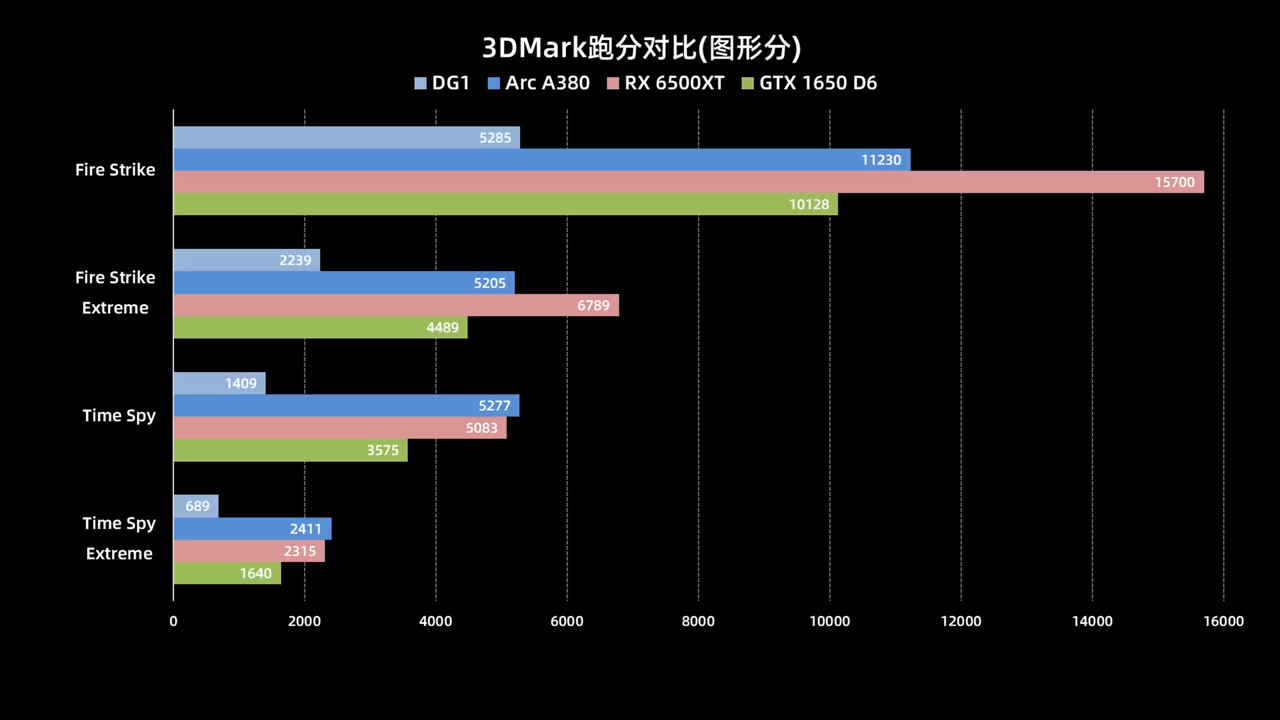 3DMark跑分对比(图形分)
DG1 Arc A380 RX 6500XT GTX 1650 D6
Fire Strike
5285
11230
15700
10128
Fire Strike
Extreme
2239
5205
6789
4489
Time Spy
1409
5277
5083
3575
Time Spy
Extreme
689
2411
2315
1640
0 2000 4000 6000 8000 10000 12000 14000 16000